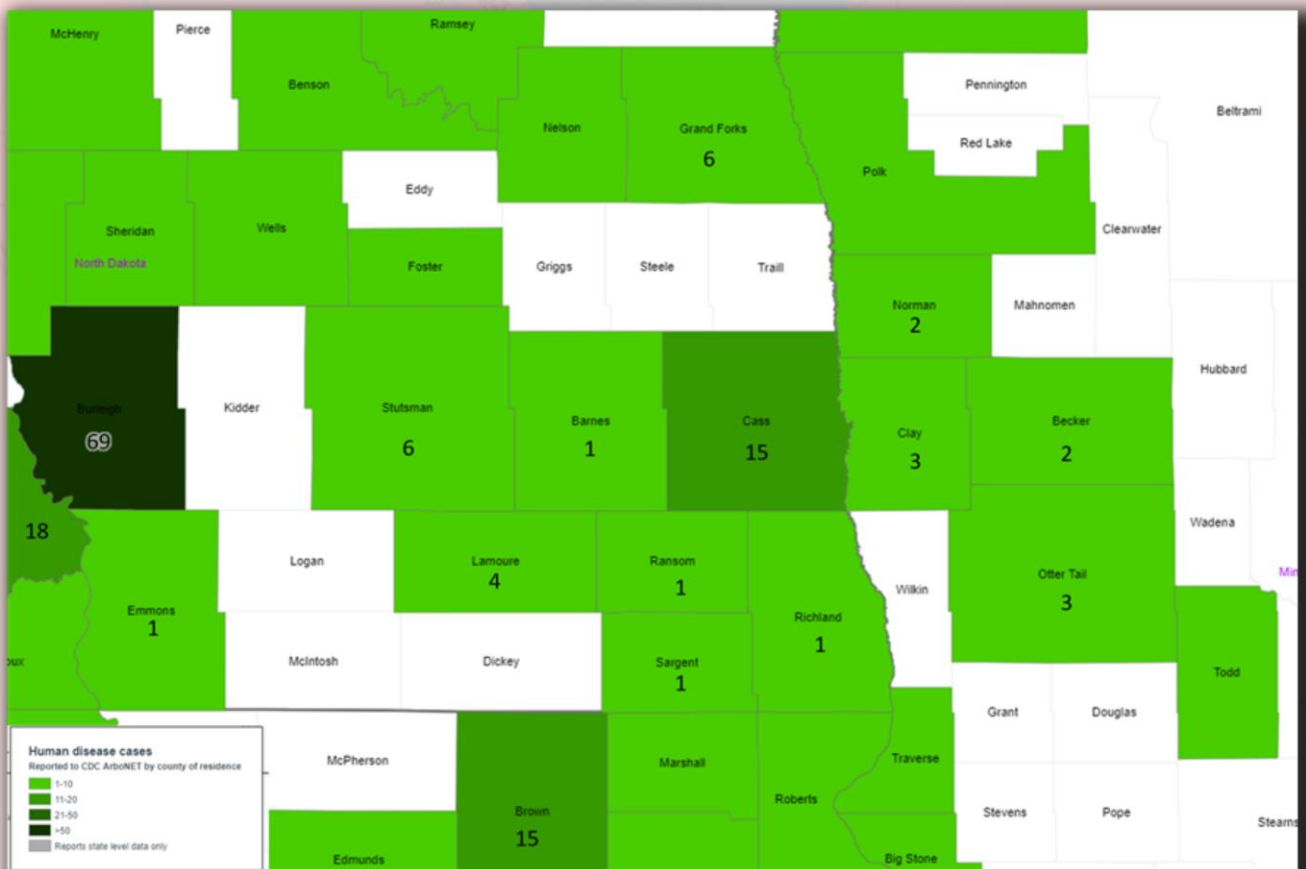 McHenry
Pierce
Ramsey
Benson
Pennington
Beltrami
Nelson
Grand Forks
6
Red Lake
Polk
Eddy
Sheridan
Wells
Clearwater
North Dakota
Foster
Griggs
Steele
Traill
Norman
2
Mahnomen
Hubbard
Burleigh
69
Kidder
Stutsman
6
Barnes
1
Cass
15
Clay
3
Becker
2
18
Logan
Lamoure
4
Ransom
1
Wadena
Min
Otter Tail
3
Wilkin
Emmons
1
Richland
1
oux
McIntosh
Dickey
Sargent
1
Todd
Grant
Douglas
McPherson
Marshall
Traverse
Roberts
Brown
15
Stevens
Pope
Stearns
Edmunds
Big Stone
Human disease cases
Reported to CDC ArboNET by county of residence
1-10
11-20
21-50
>50
Reports state level data only